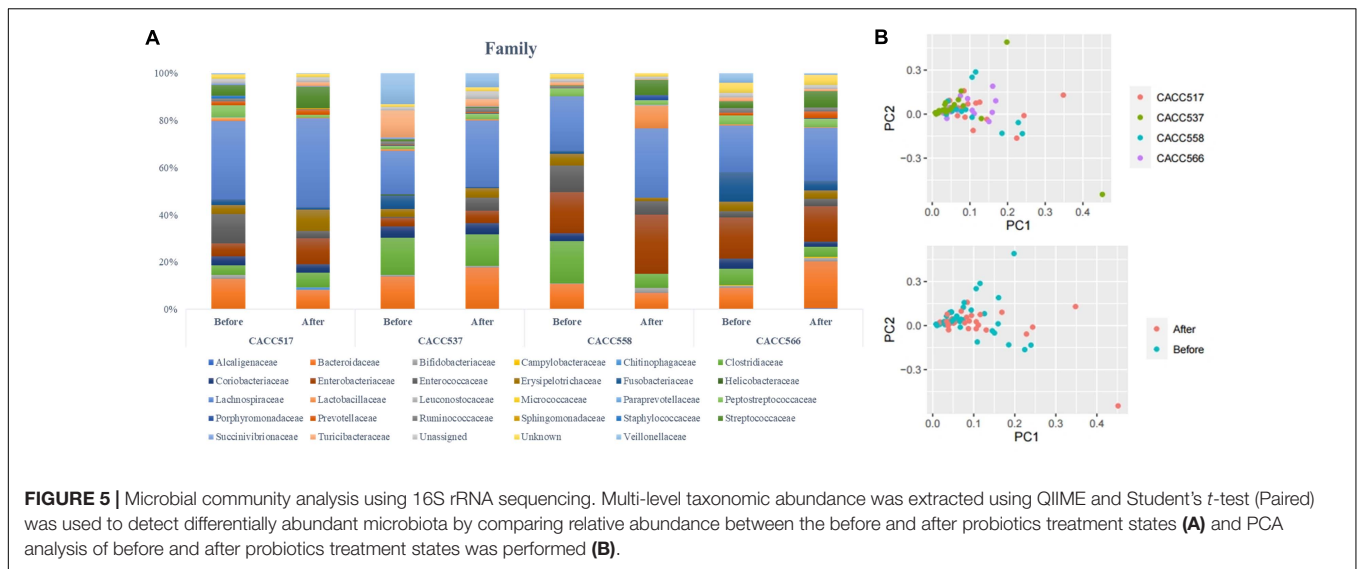 A
Family
100%
80%
60%
40%
20%
0%
Before After Before After Before After Before After
CACC517 CACC537 CACC558 CACC566
Alcaligenaceae Bacteroidaceae Bifidobacteriaceae Campylobacteraceae Chitinophagaceae Clostridiaceae
Coriobacteriaceae Enterobacteriaceae Enterococcaceae Erysipelotrichaceae Fusobacteriaceae Helicobacteraceae
Lachnospiraceae Lactobacillaceae Leuconostocaceae Micrococcaceae Paraprevotellaceae Peptostreptococcaceae
Porphyromonadaceae Prevotellaceae Ruminococcaceae Sphingomonadaceae Staphylococcaceae Streptococcaceae
Succinivibrionaceae Turicibacteraceae Unassigned Unknown Veillonellaceae
B
PC2
0.3
0.0
−0.3
0.0 0.1 0.2 0.3 0.4
PC1
CACC517
CACC537
CACC558
CACC566
PC2
0.3
0.0
−0.3
0.0 0.1 0.2 0.3 0.4
PC1
After
Before
FIGURE 5 | Microbial community analysis using 16S rRNA sequencing. Multi-level taxonomic abundance was extracted using QIIME and Student's t-test (Paired)
was used to detect differentially abundant microbiota by comparing relative abundance between the before and after probiotics treatment states (A) and PCA
analysis of before and after probiotics treatment states was performed (B).